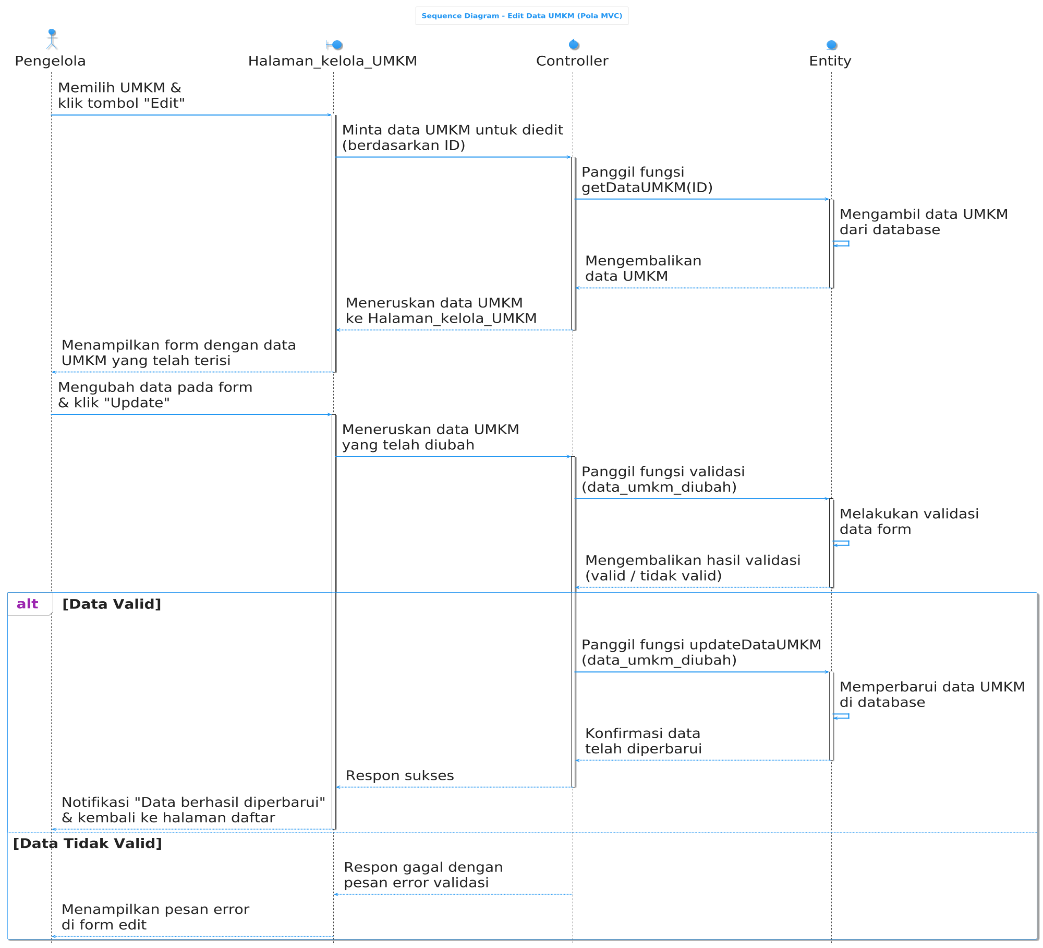 Sequence Diagram - Edit Data UMKM (Pola MVC)
Pengelola
Halaman_kelola_UMKM
Controller
Entity
Memilih UMKM &
klik tombol "Edit"
Minta data UMKM untuk diedit
(berdasarkan ID)
Panggil fungsi
getDataUMKM(ID)
Mengambil data UMKM
dari database
Mengembalikan
data UMKM
Meneruskan data UMKM
ke Halaman_kelola_UMKM
Menampilkan form dengan data
UMKM yang telah terisi
Mengubah data pada form
& klik "Update"
Meneruskan data UMKM
yang telah diubah
Panggil fungsi validasi
(data_umkm_diubah)
Melakukan validasi
data form
Mengembalikan hasil validasi
(valid / tidak valid)
alt
[Data Valid]
Panggil fungsi updateDataUMKM
(data_umkm_diubah)
Memperbarui data UMKM
di database
Konfirmasi data
telah diperbarui
Respon sukses
Notifikasi "Data berhasil diperbarui"
& kembali ke halaman daftar
[Data Tidak Valid]
Respon gagal dengan
pesan error validasi
Menampilkan pesan error
di form edit